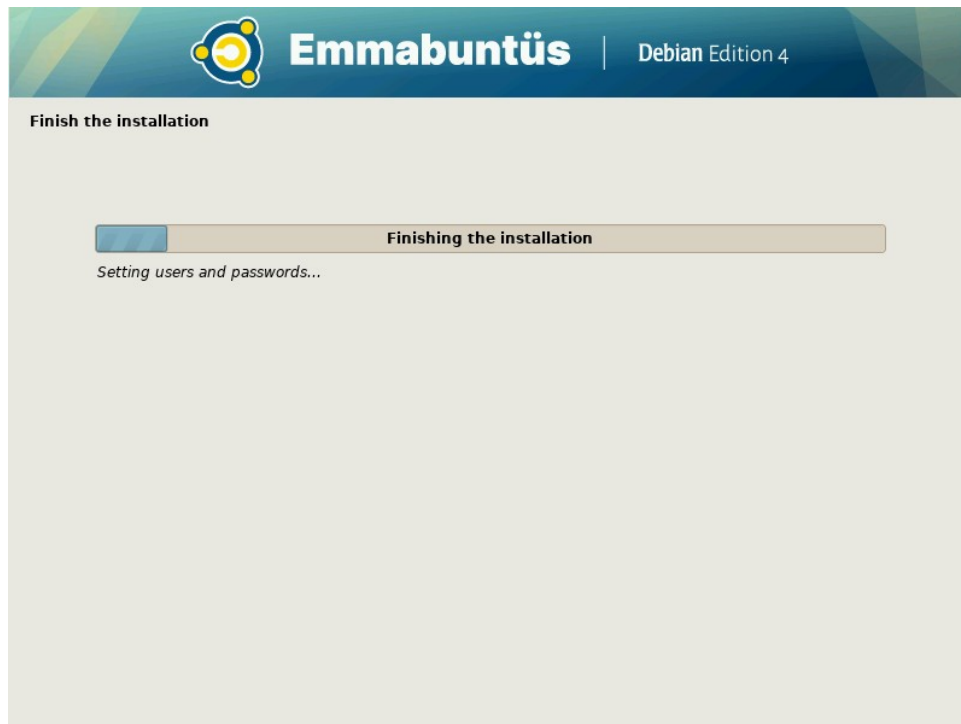 Emmabuntüs | Debian Edition 4
Finish the installation
Finishing the installation
Setting users and passwords...